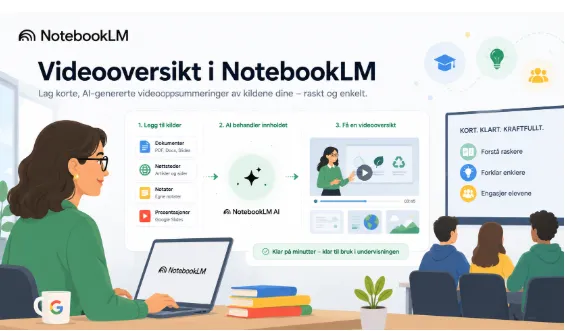 NotebookLM
Videooversikt i NotebookLM
Lag korte, AI-genererte videooppsummeringer av kildene dine – raskt og enkelt.
1. Legg til kilder
Dokumenter
PDF, Docs, Slides
Nettsteder
Artikler og sider
Notater
Egne notater
Presentasjoner
Google Slides
2. AI behandler innholdet
NotebookLM AI
3. Få en videooversikt
Klar på minutter – klar til bruk i undervisningen
KORT. KLART. KRAFTFULLT.
Forstå raskere
Forklar enklere
Engasjer elevene
NotebookLM
G